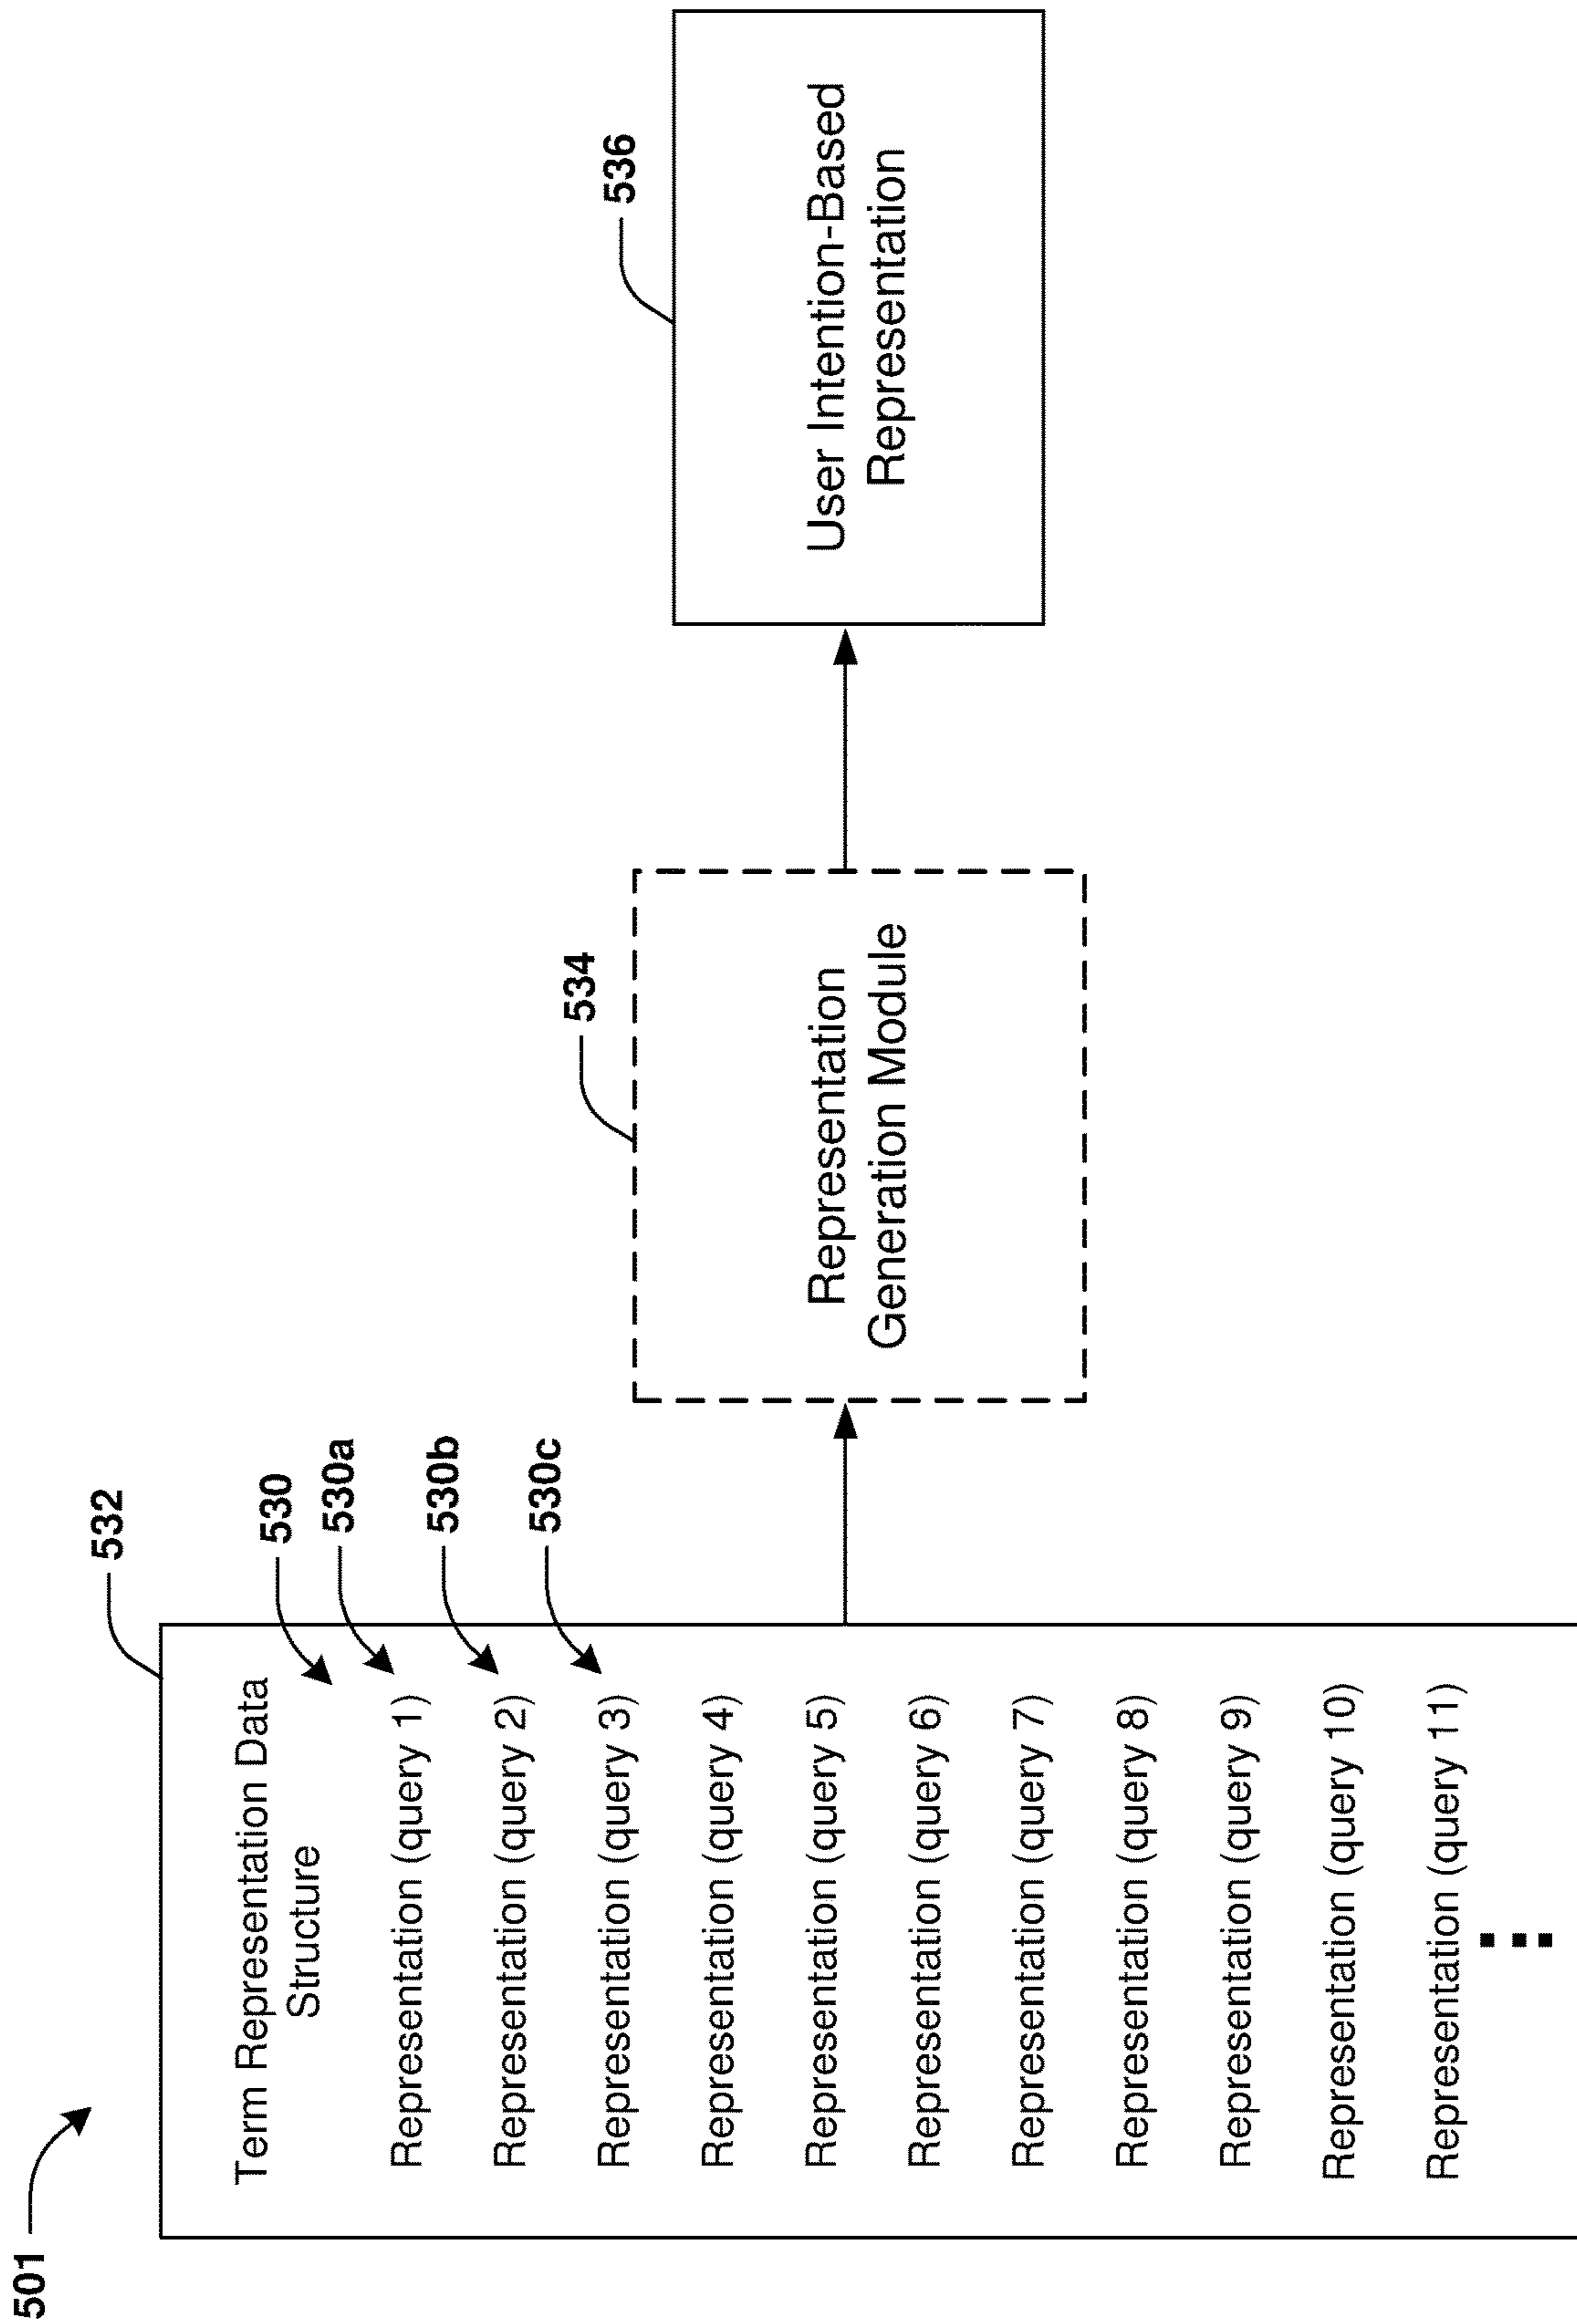 501
532
Term Representation Data
Structure
530
530a
Representation (query 1)
530b
Representation (query 2)
530c
Representation (query 3)
Representation (query 4)
Representation (query 5)
Representation (query 6)
Representation (query 7)
Representation (query 8)
Representation (query 9)
Representation (query 10)
Representation (query 11)
534
Representation
Generation Module
536
User Intention-Based
Representation